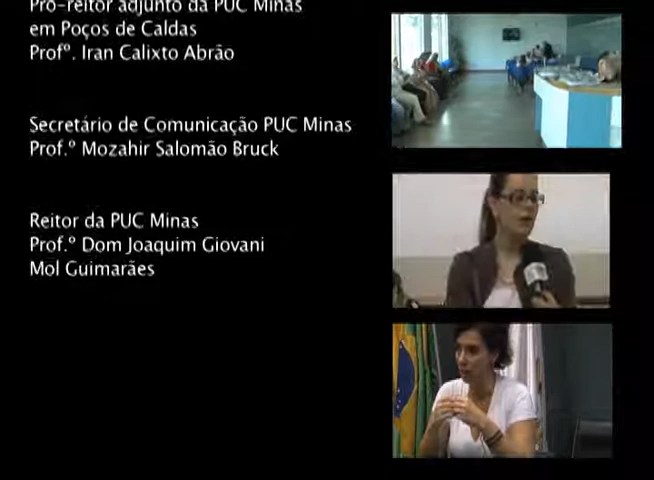 Pró-reitor adjunto da PUC Minas
em Poços de Caldas
Profº. Iran Calixto Abrão
Secretário de Comunicação PUC Minas
Prof.º Mozahir Salomão Bruck
Reitor da PUC Minas
Prof.º Dom Joaquim Giovani
Mol Guimarães